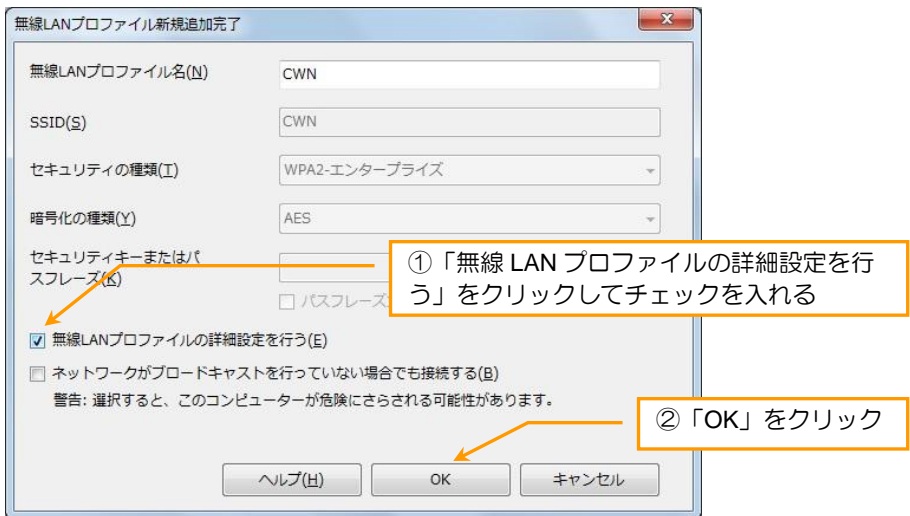 無線LANプロファイル新規追加完了
無線LANプロファイル名(N)
CWN
SSID(S)
CWN
セキュリティの種類(T)
WPA2-エンタープライズ
暗号化の種類(Y)
AES
セキュリティキーまたはパ
スフレーズ(K)
①「無線 LAN プロファイルの詳細設定を行
う」をクリックしてチェックを入れる
パスフレーズ
無線LANプロファイルの詳細設定を行う(E)
ネットワークがブロードキャストを行っていない場合でも接続する(B)
警告: 選択すると、このコンピューターが危険にさらされる可能性があります。
②「OK」をクリック
ヘルプ(H)
OK
キャンセル